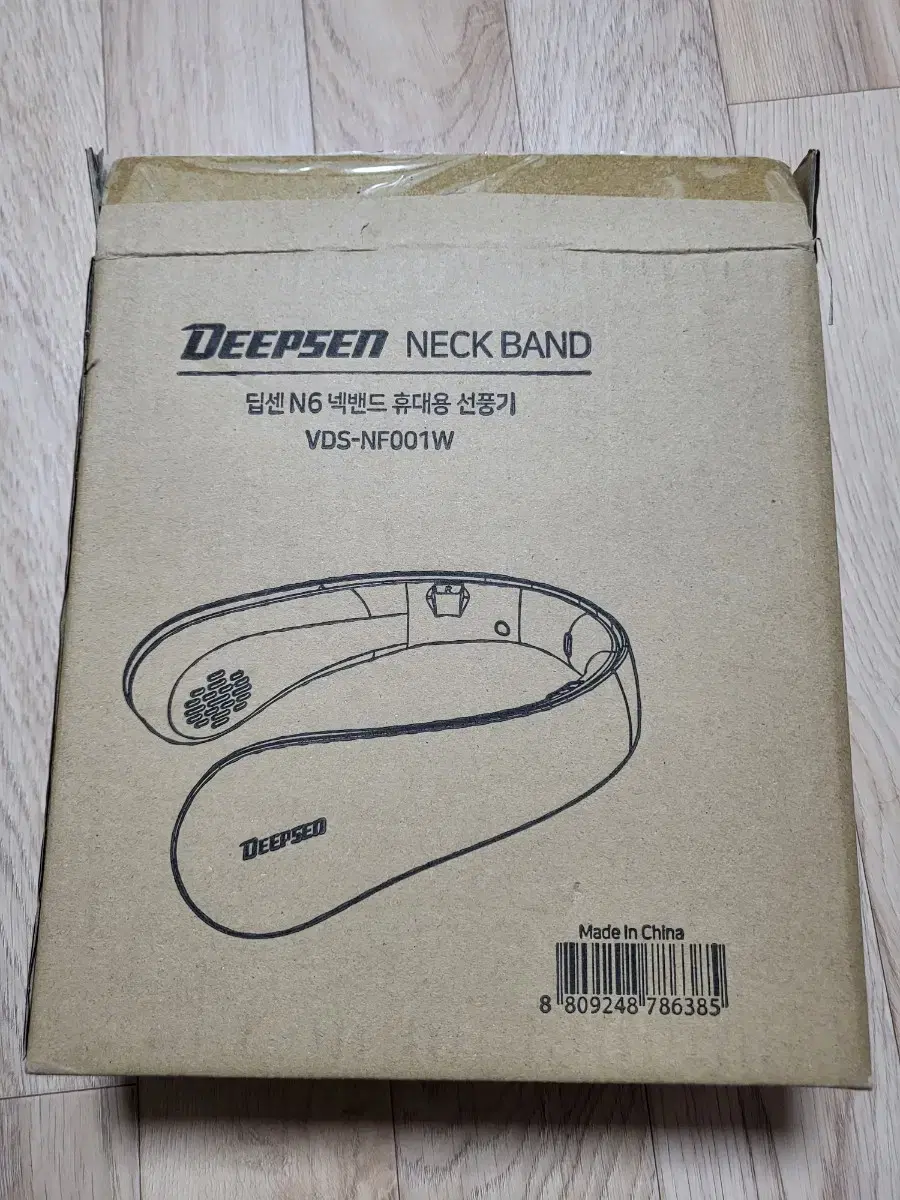 DEEPSEN NECK BAND
딥센 N6 넥밴드 휴대용 선풍기
VDS-NF001W
R
DEEPSEN
Made In China
8 809248 786385